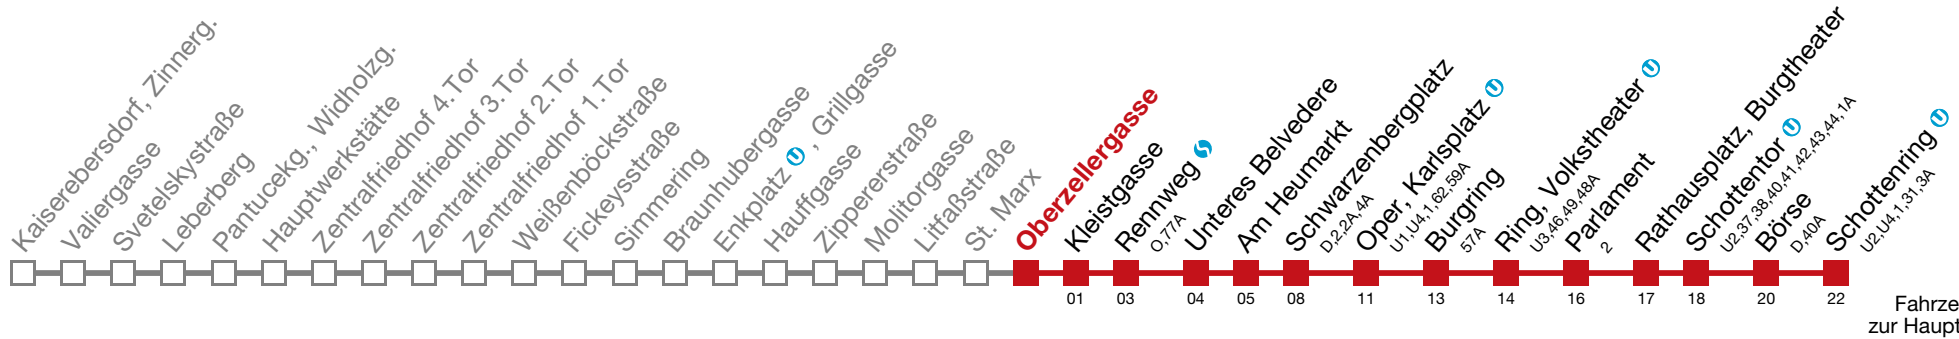 Kaiserebersdorf, Zinnerg.
Valiergasse
Svetelskystraße
Leberberg
Pantucekg., Widholzg.
Hauptwerkstätte
Zentralfriedhof 4.Tor
Zentralfriedhof 3.Tor
Zentralfriedhof 2.Tor
Zentralfriedhof 1.Tor
Weißenböckstraße
Fickeysstraße
Simmering
Braunhubergasse
Enkplatz U , Grillgasse
Hauffgasse
Zippererstraße
Molitorgasse
Litfaßstraße
St. Marx
Oberzellergasse
Kleistgasse
01
Rennweg S
O,77A
03
Unteres Belvedere
04
Am Heumarkt
05
Schwarzenbergplatz
D,2,2A,4A
08
Oper, Karlsplatz U
U1,U4,1,62,59A
11
Burgring
57A
13
Ring, Volkstheater U
U3,46,49,48A
14
Parlament
2
16
Rathausplatz, Burgtheater
17
Schottentor U
U2,37,38,40,41,42,43,44,1A
18
Börse
D,40A
20
Schottenring U
U2,U4,1,31,3A
22
Fahrze
zur Haupt